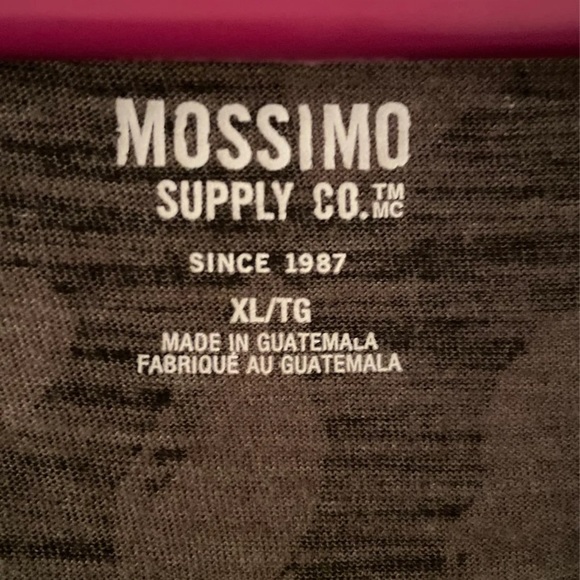 MOSSIMO
SUPPLY CO.™ MC
SINCE 1987
XL/TG
MADE IN GUATEMALA
FABRIQUÉ AU GUATEMALA